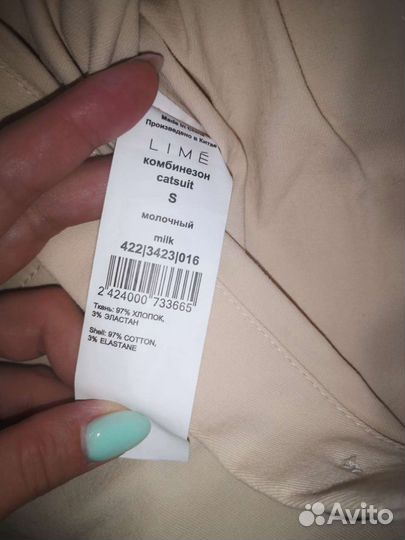 Made in China
Произведено в Китае
LIMÉ
комбинезон
catsuit
S
молочный
milk
422|3423|016
2 424000 733665
Ткань: 97% ХЛОПОК,
3% ЭЛАСТАН
Shell: 97% COTTON,
3% ELASTANE
Avito